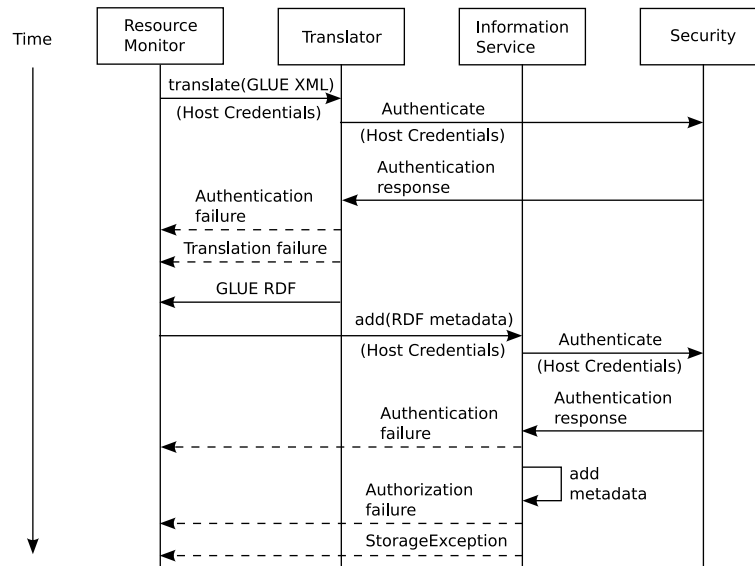 Time
Resource
Monitor
Translator
Information
Service
Security
translate(GLUE XML)
(Host Credentials)
Authenticate
(Host Credentials)
Authentication
response
Authentication
failure
Translation failure
GLUE RDF
add(RDF metadata)
(Host Credentials)
Authenticate
(Host Credentials)
Authentication
response
Authentication
failure
add
metadata
Authorization
failure
StorageException